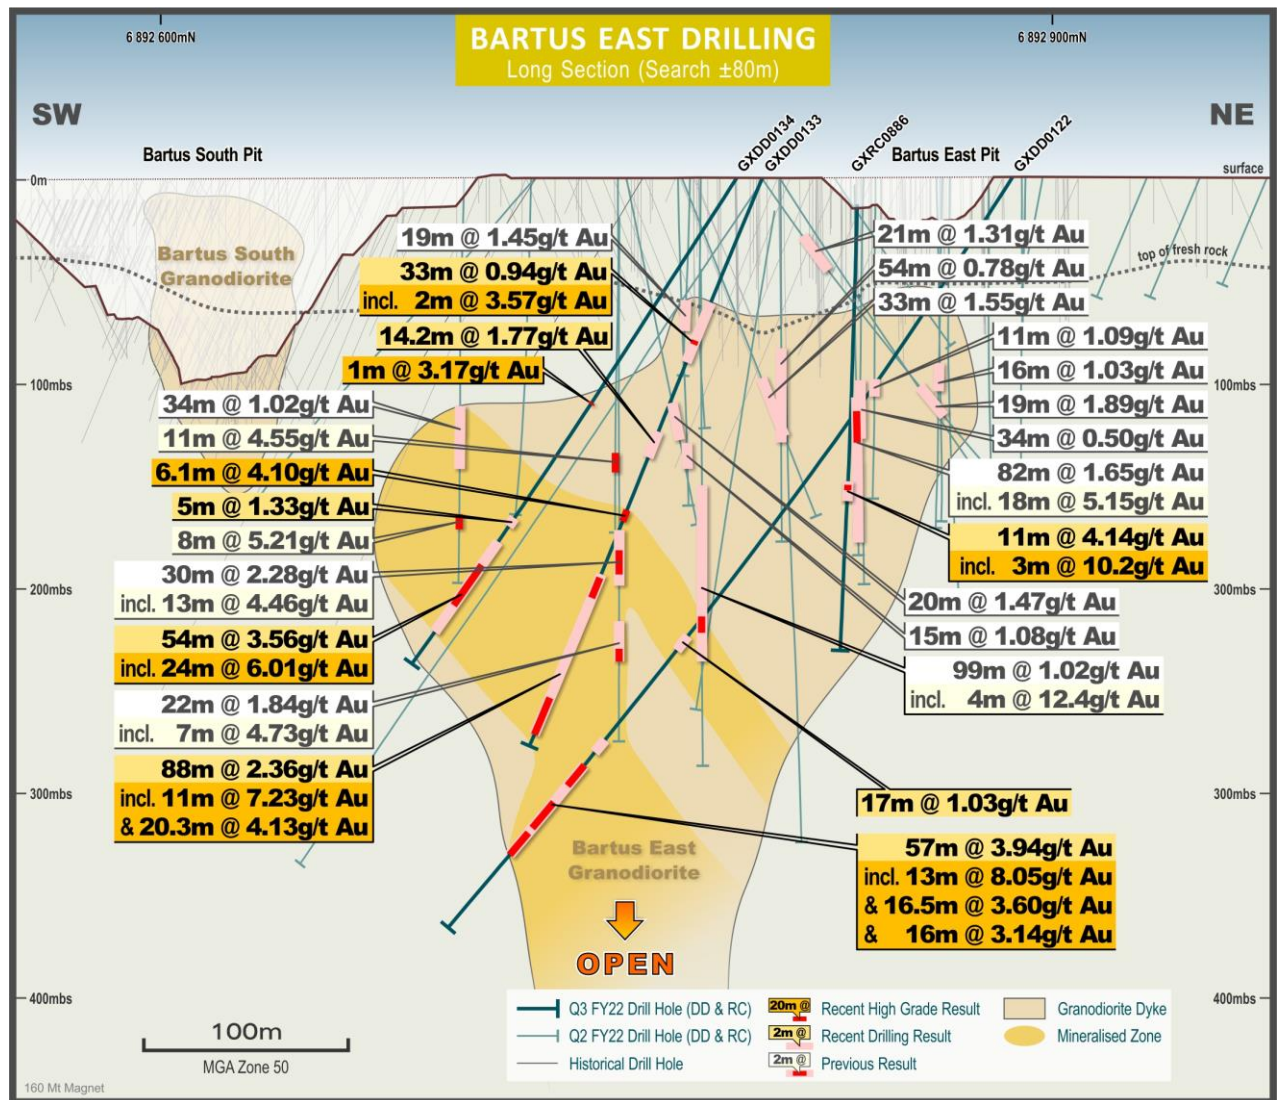 6 892 600mN
BARTUS EAST DRILLING
Long Section (Search ±80m)
6 892 900mN
SW
NE
Bartus South Pit
GXDD0134
GXDD0133
GXRC0886
Bartus East Pit
GXDD0122
surface
0m
Bartus South
Granodiorite
top of fresh rock
19m @ 1.45g/t Au
33m @ 0.94g/t Au
incl. 2m @ 3.57g/t Au
14.2m @ 1.77g/t Au
1m @ 3.17g/t Au
100mbs
34m @ 1.02g/t Au
11m @ 4.55g/t Au
6.1m @ 4.10g/t Au
5m @ 1.33g/t Au
8m @ 5.21g/t Au
30m @ 2.28g/t Au
incl. 13m @ 4.46g/t Au
200mbs
54m @ 3.56g/t Au
incl. 24m @ 6.01g/t Au
22m @ 1.84g/t Au
incl. 7m @ 4.73g/t Au
88m @ 2.36g/t Au
incl. 11m @ 7.23g/t Au
& 20.3m @ 4.13g/t Au
300mbs
21m @ 1.31g/t Au
54m @ 0.78g/t Au
33m @ 1.55g/t Au
11m @ 1.09g/t Au
16m @ 1.03g/t Au
100mbs
19m @ 1.89g/t Au
34m @ 0.50g/t Au
82m @ 1.65g/t Au
incl. 18m @ 5.15g/t Au
11m @ 4.14g/t Au
incl. 3m @ 10.2g/t Au
300mbs
20m @ 1.47g/t Au
15m @ 1.08g/t Au
99m @ 1.02g/t Au
incl. 4m @ 12.4g/t Au
300mbs
17m @ 1.03g/t Au
57m @ 3.94g/t Au
incl. 13m @ 8.05g/t Au
& 16.5m @ 3.60g/t Au
& 16m @ 3.14g/t Au
Bartus East
Granodiorite
OPEN
400mbs
400mbs
100m
MGA Zone 50
Q3 FY22 Drill Hole (DD & RC)
20m @
Recent High Grade Result
Granodiorite Dyke
Q2 FY22 Drill Hole (DD & RC)
2m @
Recent Drilling Result
Mineralised Zone
Historical Drill Hole
2m @
Previous Result
160 Mt Magnet